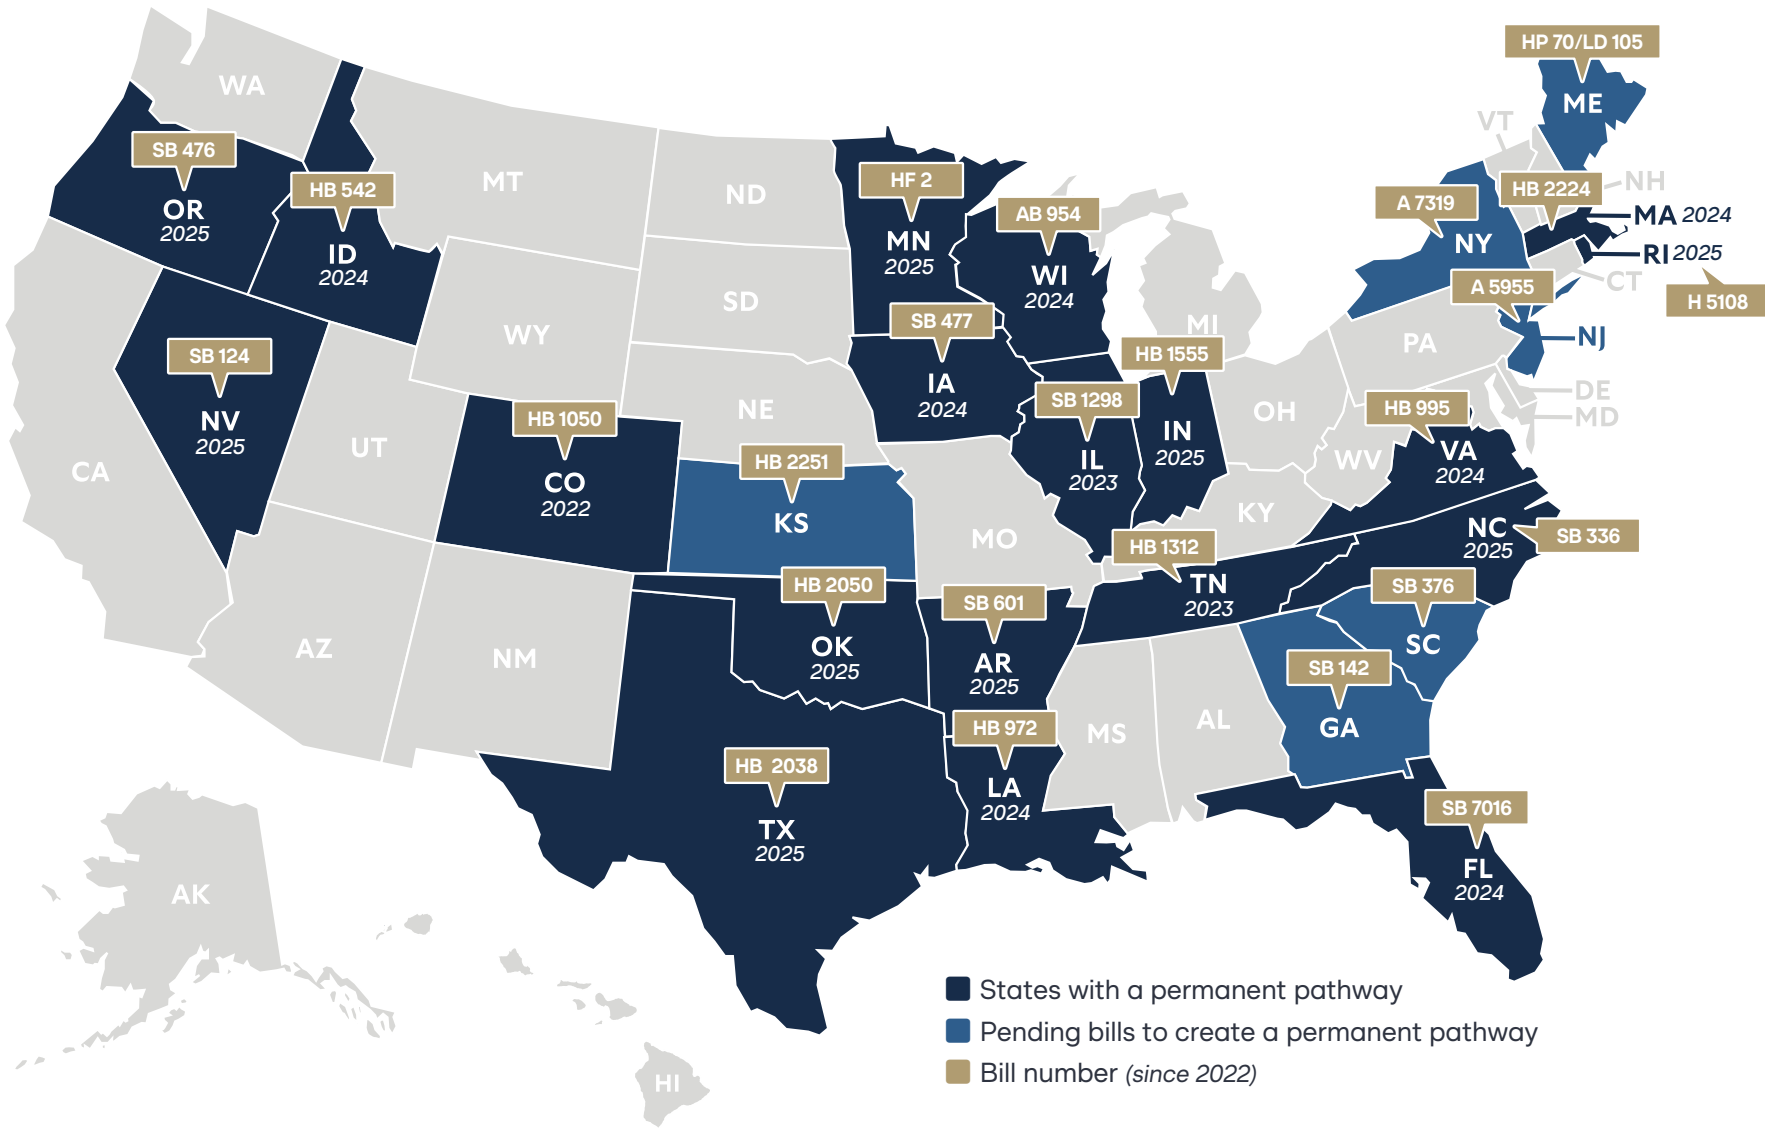 HP 70/LD 105
ME
WA
VT
SB 476
HB 542
MT
ND
HF 2
AB 954
A 7319
HB 2224
NH
OR
2025
ID
2024
MN
2025
WI
2024
NY
MA 2024
RI 2025
CT
H 5108
SD
A 5955
SB 477
MI
WY
NJ
PA
SB 124
HB 1555
IA
2024
NE
SB 1298
OH
HB 995
DE
MD
NV
2025
UT
HB 1050
IN
2025
CA
HB 2251
IL
2023
WV
VA
2024
CO
2022
KS
MO
KY
NC
2025
SB 336
HB 1312
HB 2050
SB 601
TN
2023
SB 376
AZ
NM
OK
2025
AR
2025
SC
SB 142
MS
AL
GA
HB 972
HB 2038
LA
2024
SB 7016
TX
2025
FL
2024
AK
HI
States with a permanent pathway
Pending bills to create a permanent pathway
Bill number (since 2022)